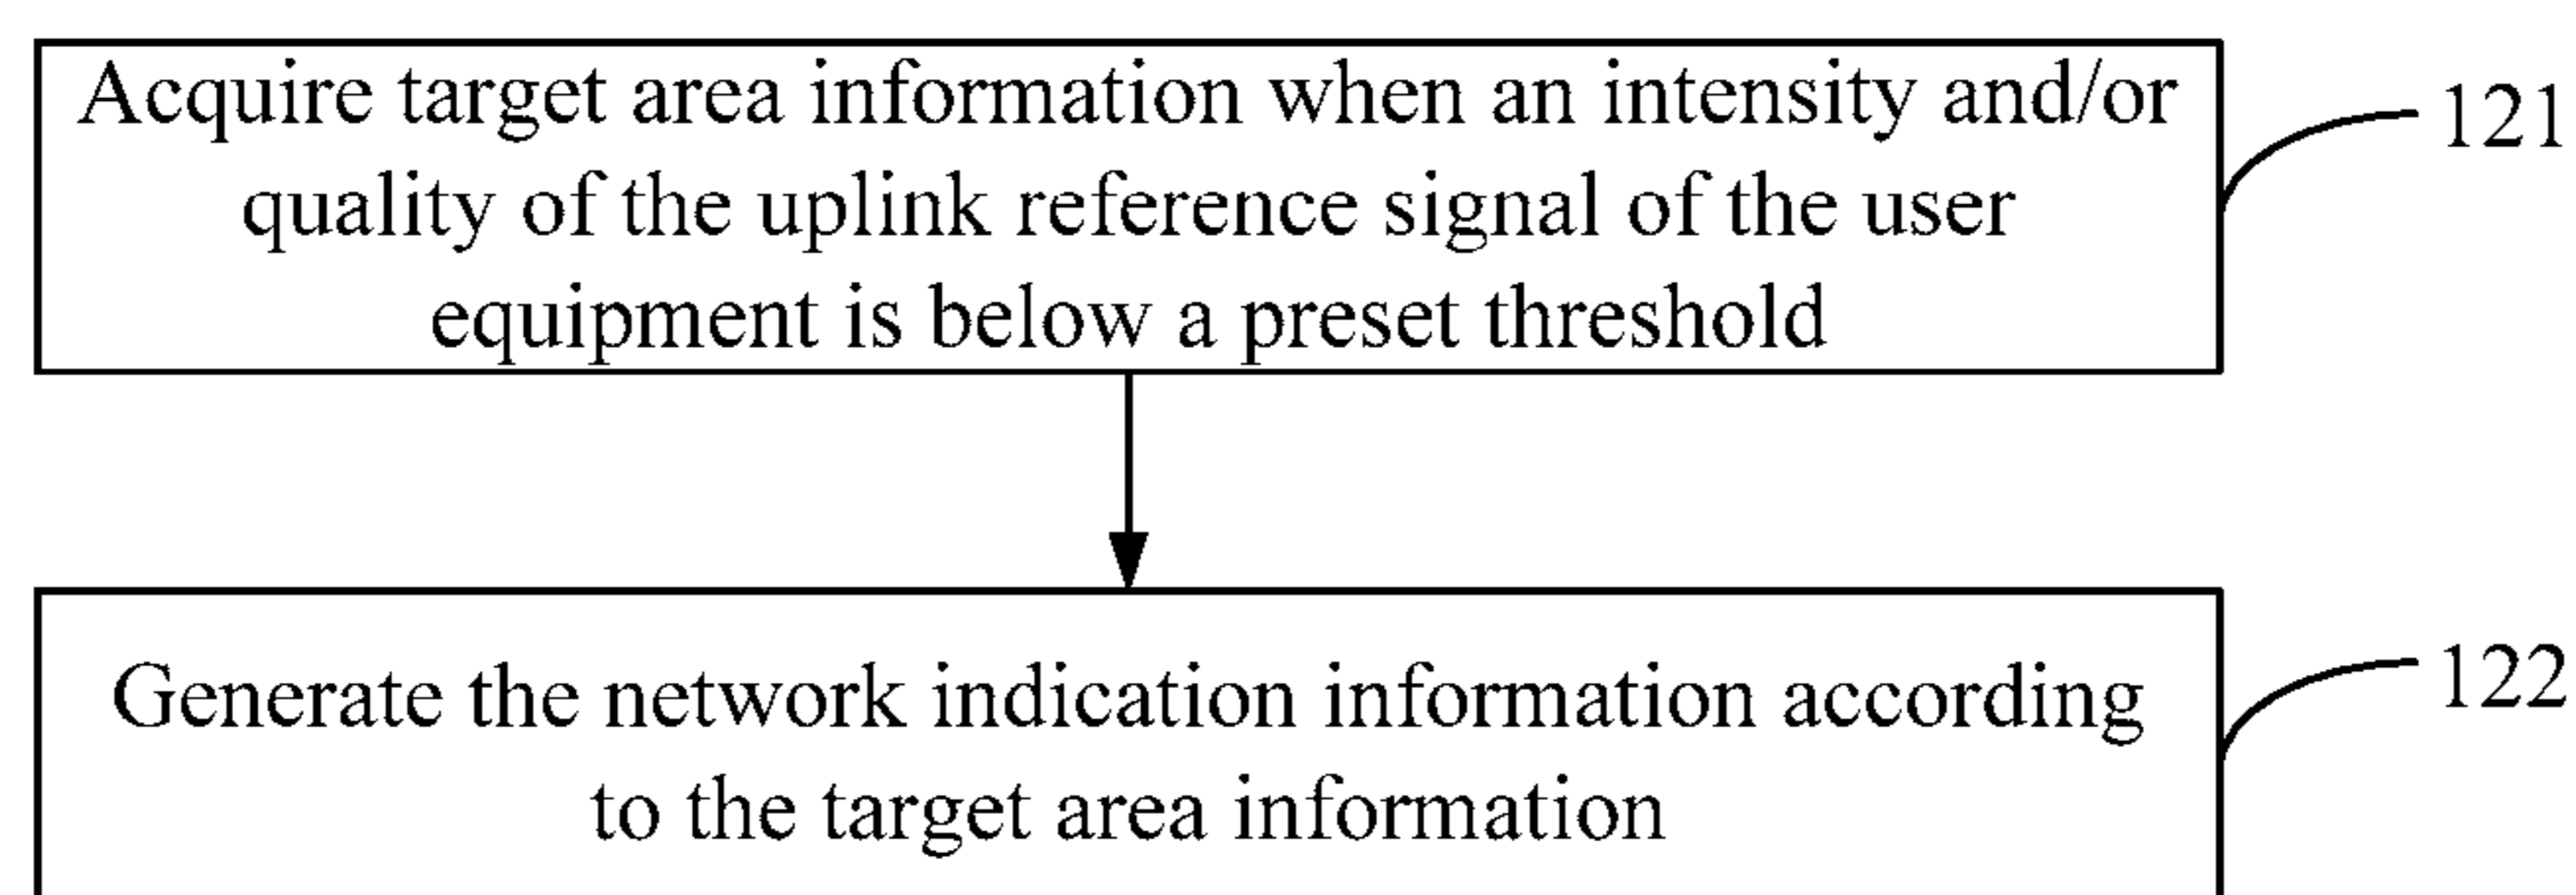 Acquire target area information when an intensity and/or
quality of the uplink reference signal of the user
equipment is below a preset threshold
121
Generate the network indication information according
to the target area information
122